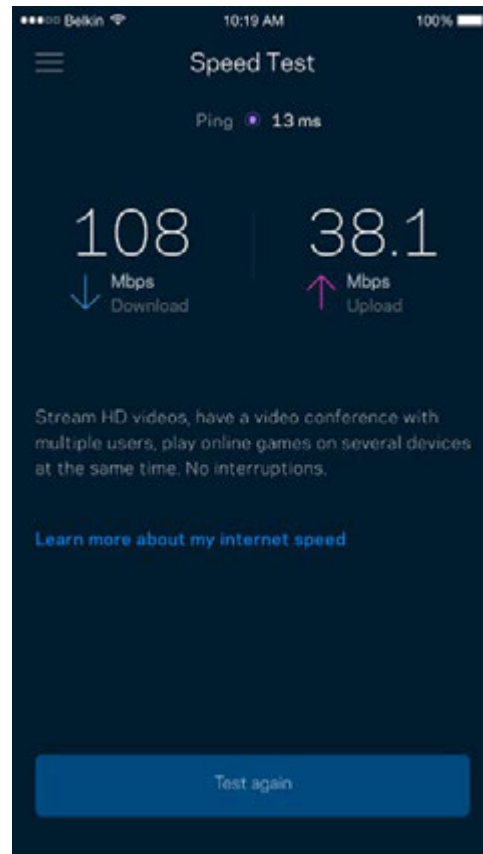 Belkin 10:19 AM 100%
Speed Test
Ping 13 ms
108 38.1
Mbps Mbps
Download Upload
Stream HD videos, have a video conference with
multiple users, play online games on several devices
at the same time. No interruptions.
Learn more about my internet speed
Test again